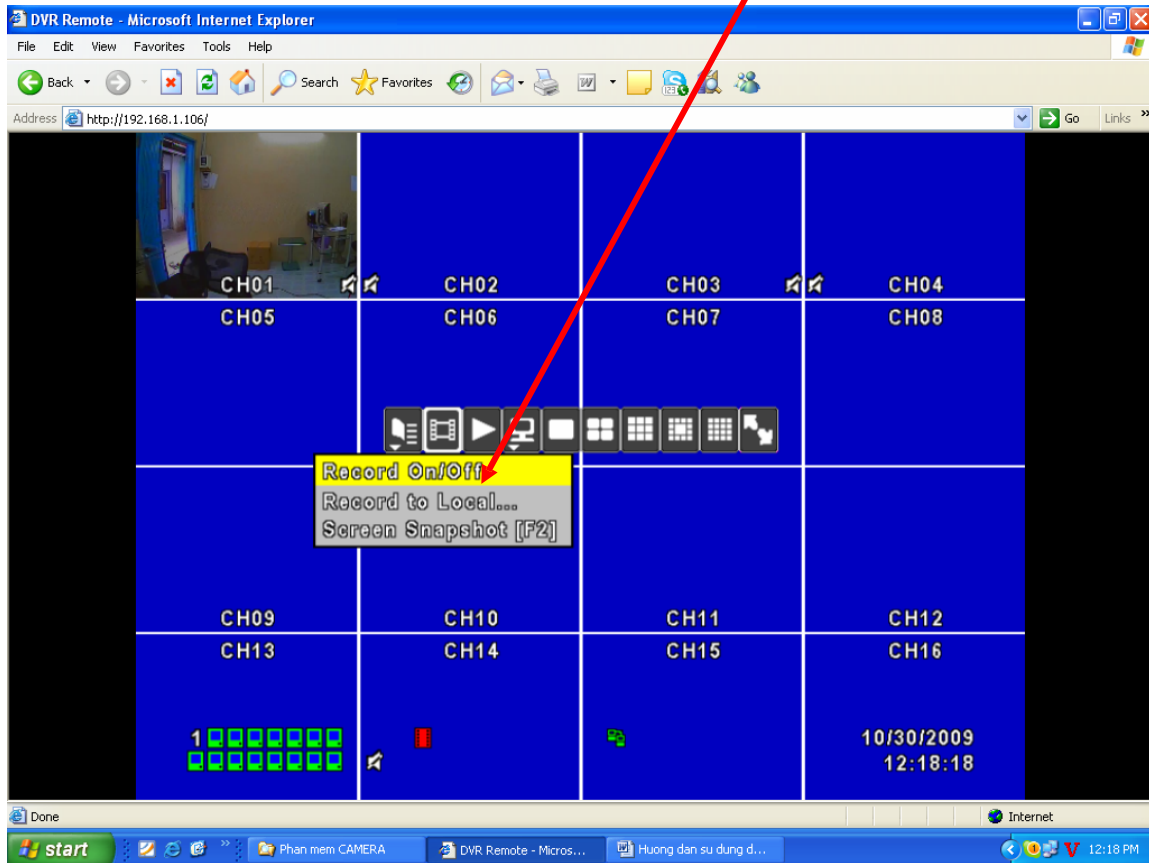 DVR Remote - Microsoft Internet Explorer
File Edit View Favorites Tools Help
Back Search Favorites
Address http://192.168.1.106/ Go Links »
CH01 CH02 CH03 CH04
CH05 CH06 CH07 CH08
Record On/Off
Record to Local...
Screen Snapshot [F2]
CH09 CH10 CH11 CH12
CH13 CH14 CH15 CH16
1
10/30/2009
12:18:18
Done Internet
start » Phan mem CAMERA DVR Remote - Micros... Huong dan su dung d... V 12:18 PM